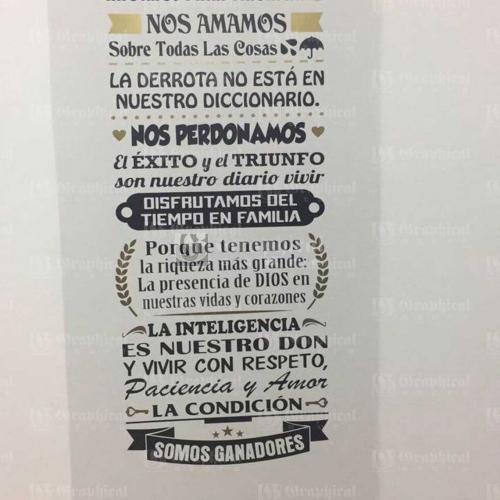 NOS AMAMOS
Sobre Todas Las Cosas
LA DERROTA NO ESTÁ EN
NUESTRO DICCIONARIO.
NOS PERDONAMOS
El ÉXITO y el TRIUNFO
son nuestro diario vivir
DISFRUTAMOS DEL
TIEMPO EN FAMILIA
Porque tenemos
la riqueza más grande:
La presencia de DIOS en
nuestras vidas y corazones
LA INTELIGENCIA
ES NUESTRO DON
Y VIVIR CON RESPETO,
Paciencia y Amor
LA CONDICIÓN
SOMOS GANADORES